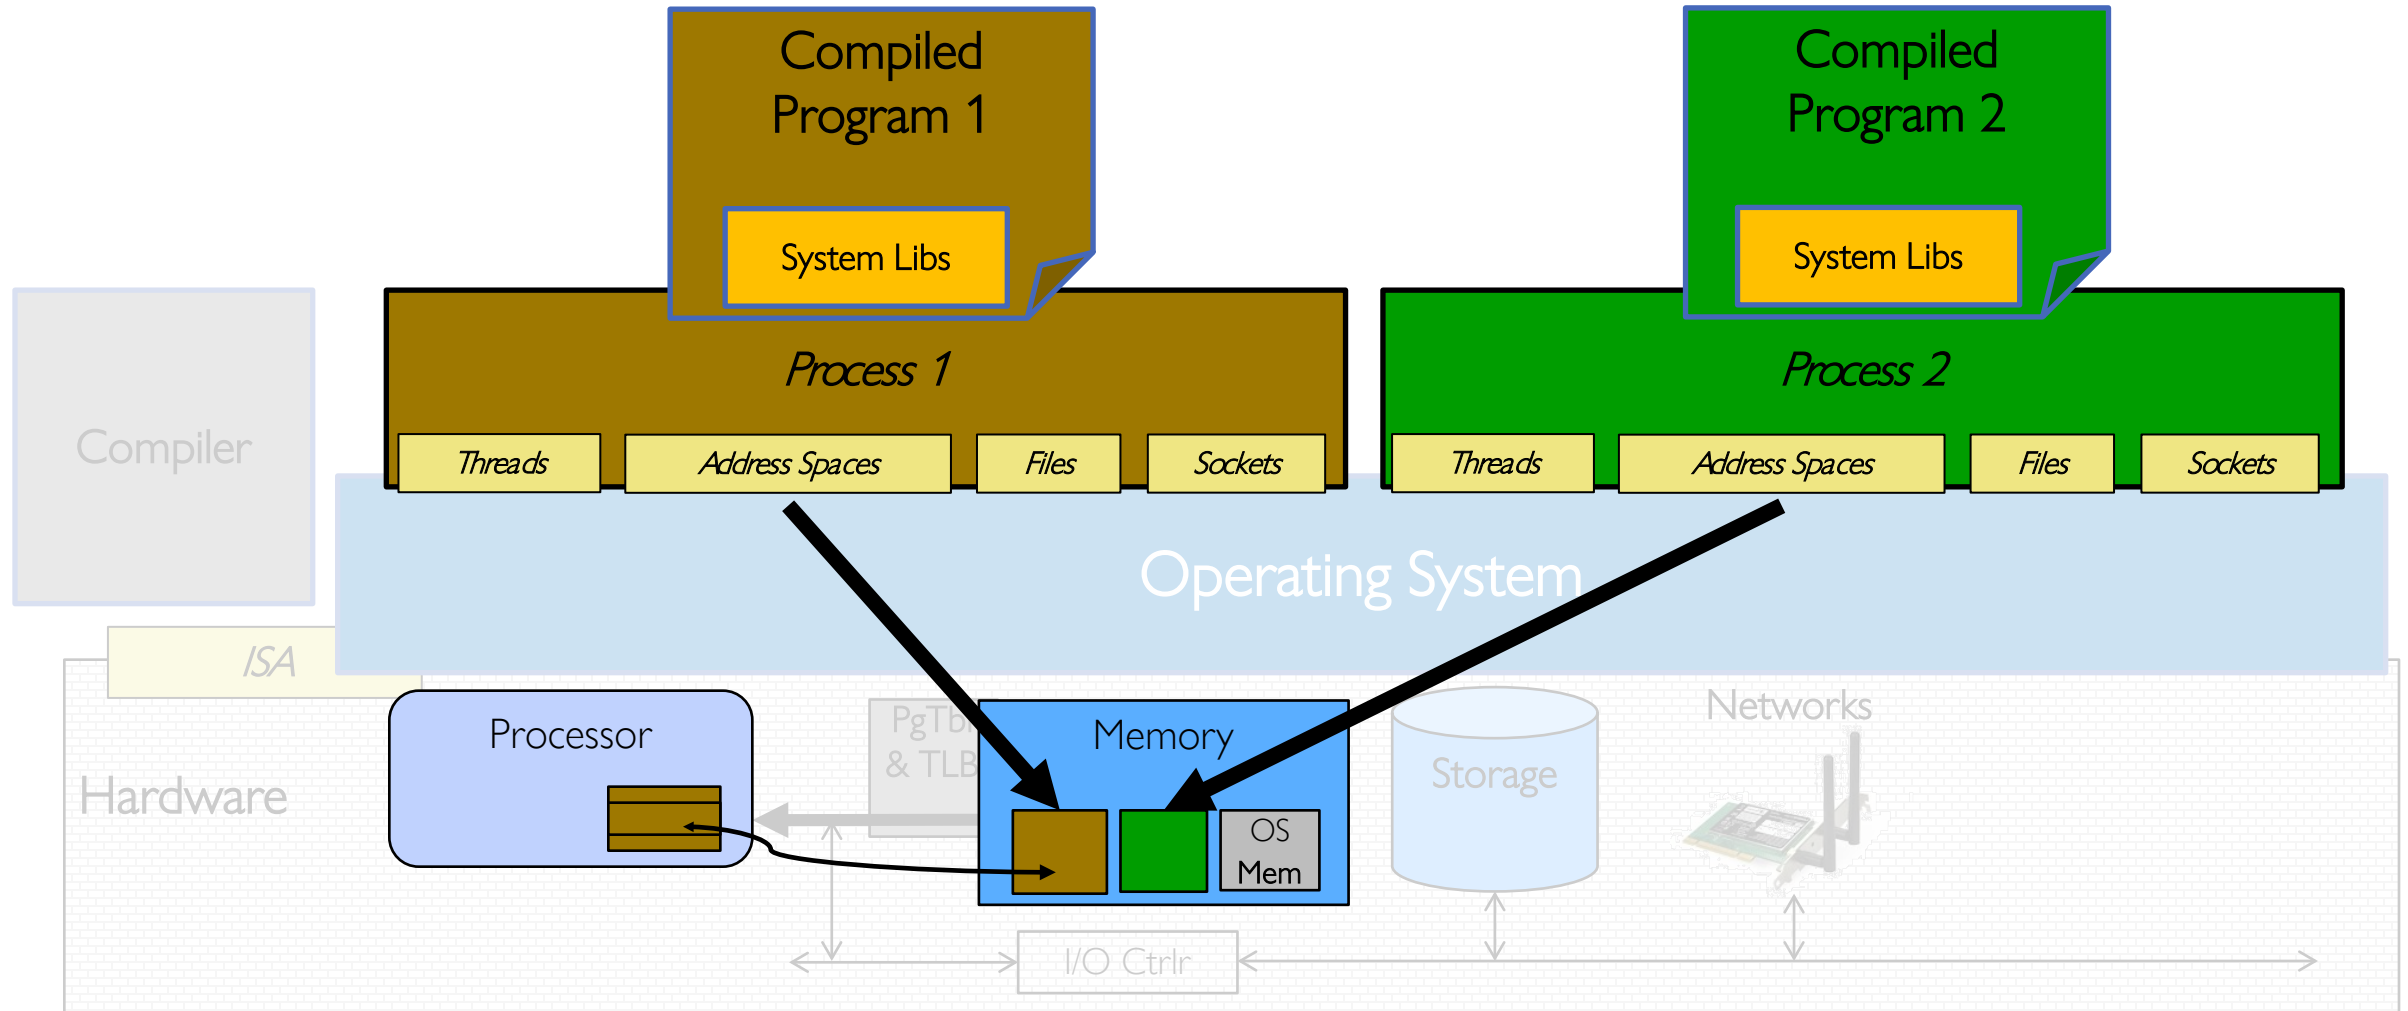 Compiled
Program 1
System Libs
Compiled
Program 2
System Libs
Compiler
Process 1
Threads
Address Spaces
Files
Sockets
Process 2
Threads
Address Spaces
Files
Sockets
Operating System
ISA
Hardware
Processor
PgTbl
& TLB
Memory
OS
Mem
Storage
Networks
I/O Ctrlr